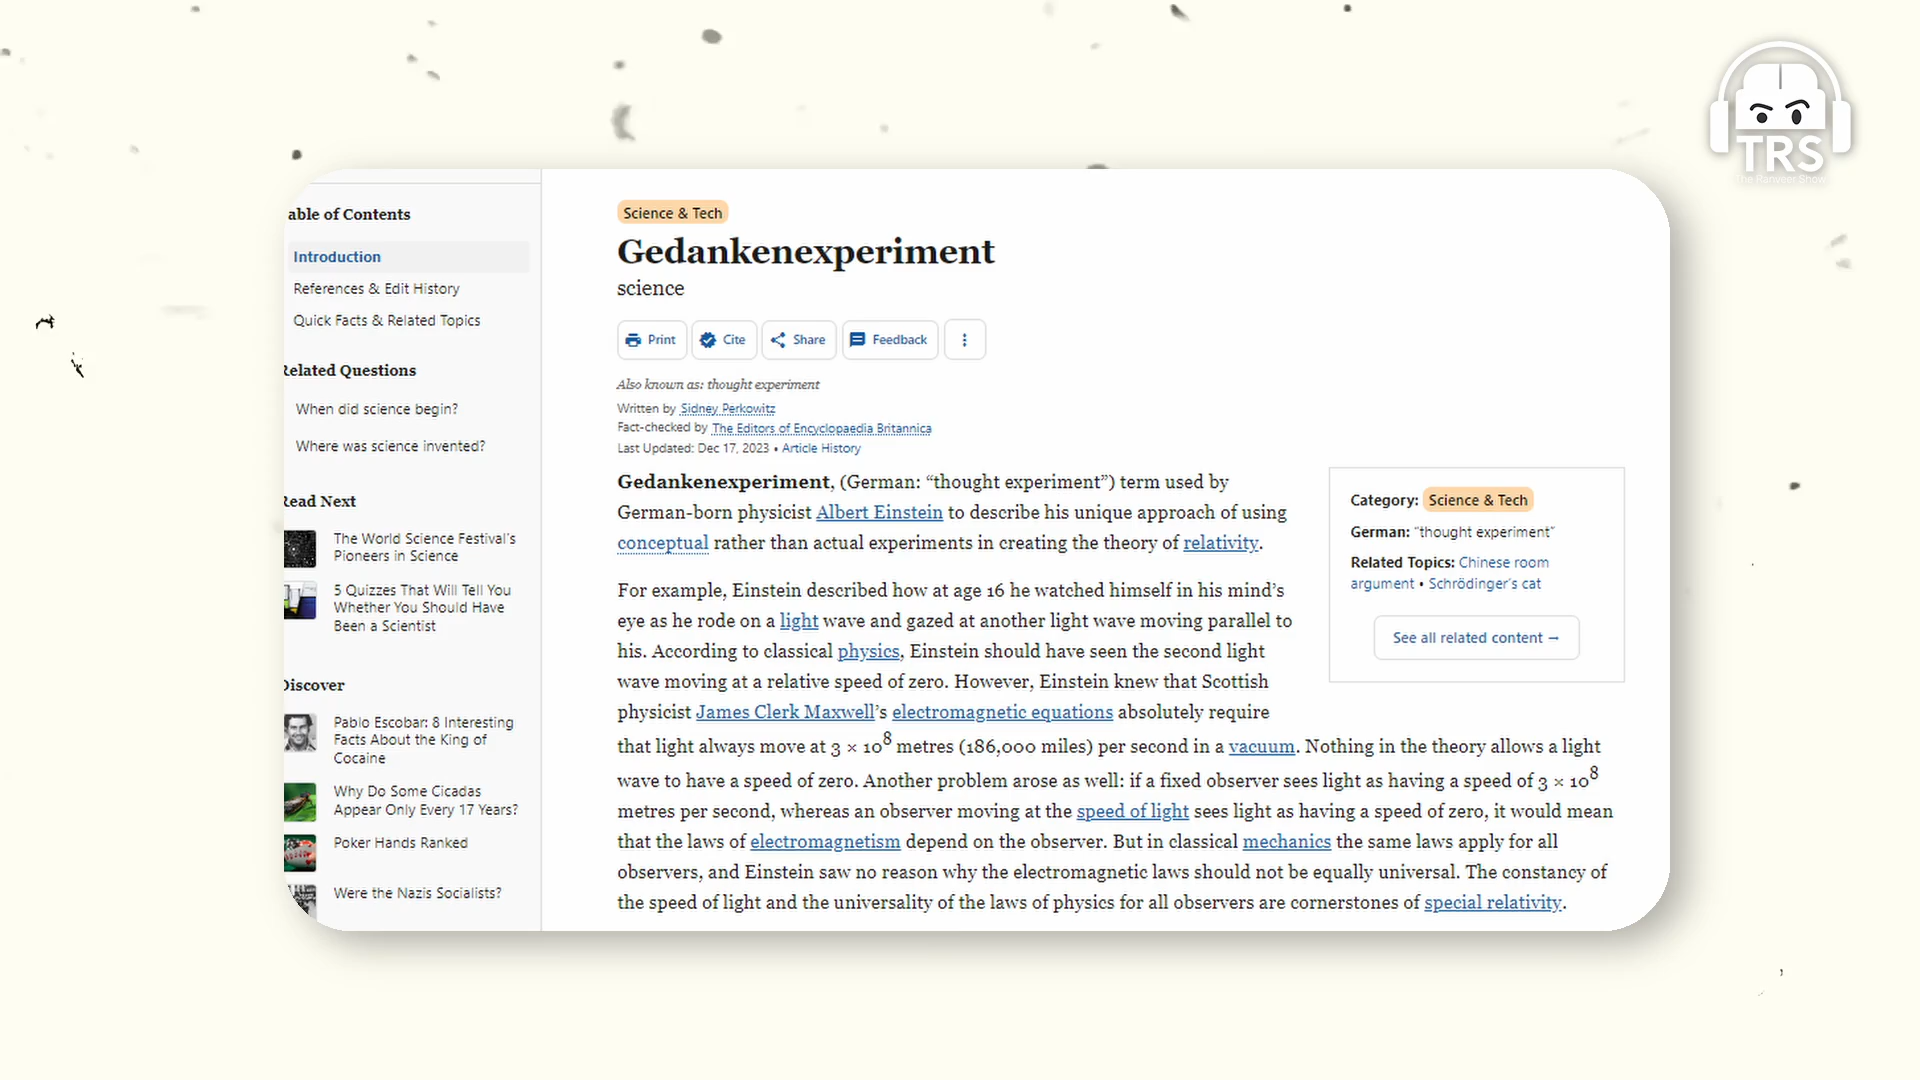 TRS
The Ranveer Show
able of Contents
Introduction
References & Edit History
Quick Facts & Related Topics
Related Questions
When did science begin?
Where was science invented?
Read Next
The World Science Festival's
Pioneers in Science
5 Quizzes That Will Tell You
Whether You Should Have
Been a Scientist
Discover
Pablo Escobar: 8 Interesting
Facts About the King of
Cocaine
Why Do Some Cicadas
Appear Only Every 17 Years?
Poker Hands Ranked
Were the Nazis Socialists?
Science & Tech
Gedankenexperiment
science
Print Cite Share Feedback
Also known as: thought experiment
Written by Sidney Perkowitz
Fact-checked by The Editors of Encyclopaedia Britannica
Last Updated: Dec 17, 2023 • Article History
Gedankenexperiment, (German: “thought experiment”) term used by
German-born physicist Albert Einstein to describe his unique approach of using
conceptual rather than actual experiments in creating the theory of relativity.
For example, Einstein described how at age 16 he watched himself in his mind’s
eye as he rode on a light wave and gazed at another light wave moving parallel to
his. According to classical physics, Einstein should have seen the second light
wave moving at a relative speed of zero. However, Einstein knew that Scottish
physicist James Clerk Maxwell’s electromagnetic equations absolutely require
that light always move at 3 × 10⁸ metres (186,000 miles) per second in a vacuum. Nothing in the theory allows a light
wave to have a speed of zero. Another problem arose as well: if a fixed observer sees light as having a speed of 3 × 10⁸
metres per second, whereas an observer moving at the speed of light sees light as having a speed of zero, it would mean
that the laws of electromagnetism depend on the observer. But in classical mechanics the same laws apply for all
observers, and Einstein saw no reason why the electromagnetic laws should not be equally universal. The constancy of
the speed of light and the universality of the laws of physics for all observers are cornerstones of special relativity.
Category: Science & Tech
German: “thought experiment”
Related Topics: Chinese room
argument • Schrödinger's cat
See all related content →